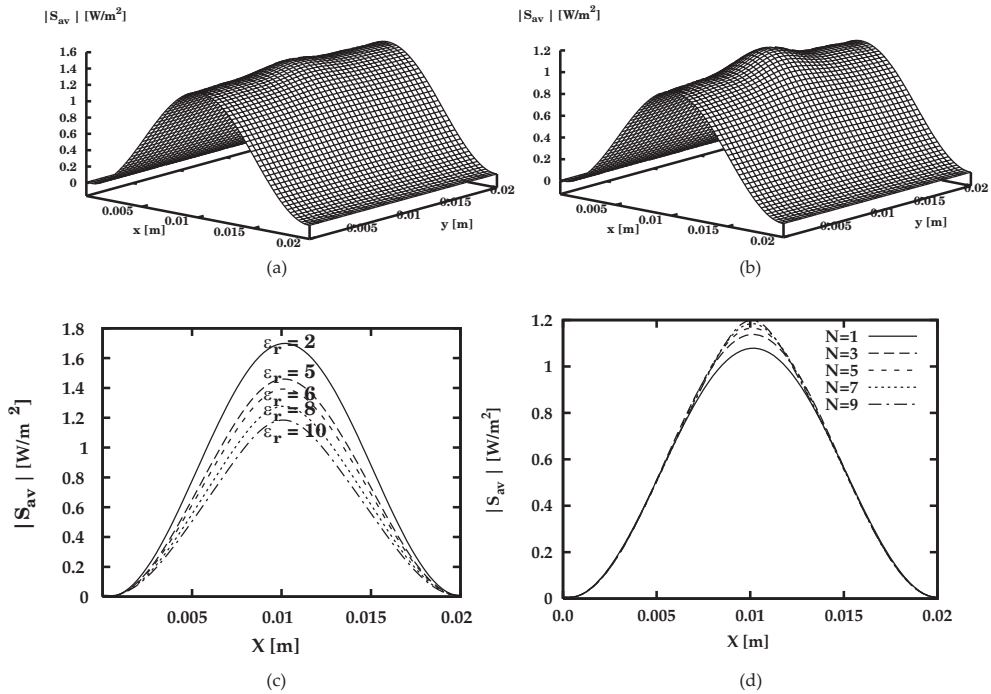 |S_av | [W/m²]
1.6
1.4
1.2
1
0.8
0.6
0.4
0.2
0
0.005
0.01
0.015
0.02
x [m]
0.005
0.01
0.015
0.02
y [m]
(a)
|S_av | [W/m²]
1.2
1
0.8
0.6
0.4
0.2
0
0.005
0.01
0.015
0.02
x [m]
0.005
0.01
0.015
0.02
y [m]
(b)
1.8
1.6
1.4
1.2
1
0.8
0.6
0.4
0.2
0
|S_av | [W/m ²]
ε_r = 2
ε_r = 5
ε_r = 6
ε_r = 8
ε_r = 10
0.005
0.01
0.015
0.02
X [m]
(c)
1.2
1
0.8
0.6
0.4
0.2
0
|S_av | [W/m ²]
N=1
N=3
N=5
N=7
N=9
0.0
0.005
0.01
0.015
0.02
X [m]
(d)